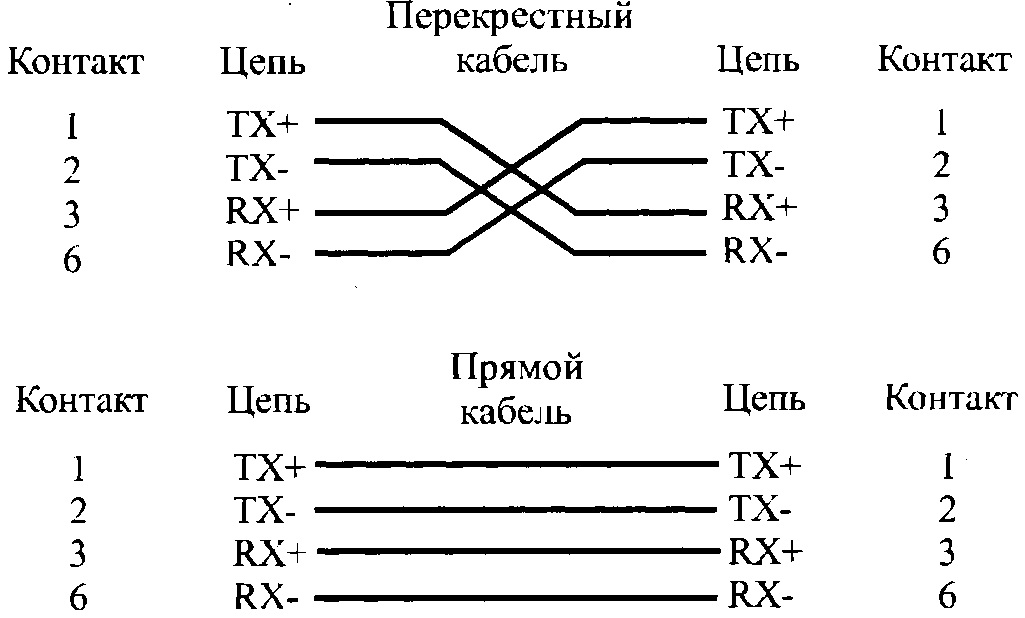 Перекрестный
Контакт Цепь кабель Цепь Контакт
1 TX+ TX+ 1
2 TX- TX- 2
3 RX+ RX+ 3
6 RX- RX- 6
Прямой
Контакт Цепь кабель Цепь Контакт
1 TX+ TX+ 1
2 TX- TX- 2
3 RX+ RX+ 3
6 RX- RX- 6